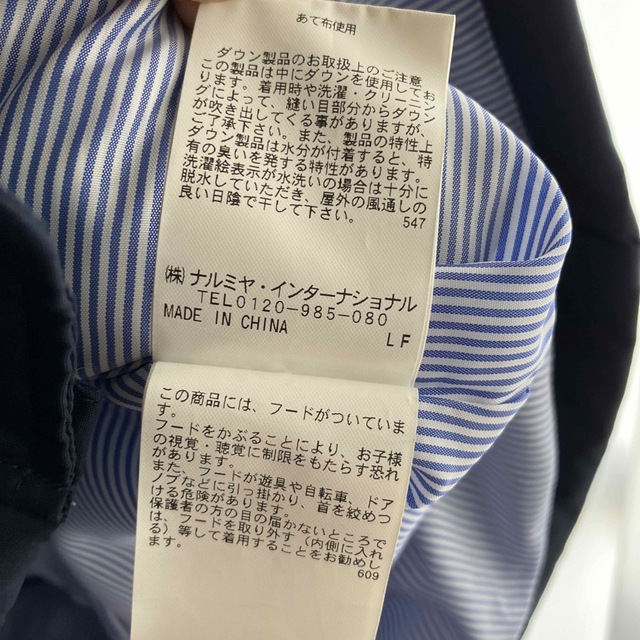 あて布使用
ダウン製品のお取扱上のご注意
この製品は中にダウンを使用してお
ります。着用時や洗濯・クリーニン
グによって、縫い目部分からダウン
が吹き出してくる事がありますが、
ご了承下さい。また、製品の特性上
ダウン製品は水分が付着すると、特
有の臭いを発する特性があります。
洗濯絵表示が水洗いの場合は十分に
脱水していただき、屋外の風通しの
良い日陰で干して下さい。
547
(株)ナルミヤ・インターナショナル
TEL0120-985-080
MADE IN CHINA
LF
この商品には、フードがついていま
す。
フードをかぶることにより、お子様
の視覚・聴覚に制限をもたらす恐れ
があります。
また、フードが遊具や自転車、ドア
ノブなどに引っ掛かり、首を絞めつ
ける危険があります。
保護者の方の目の届かないところで
は、フードを取り外す(内側に入れ
る)等して着用することをお勧めし
ます。
609